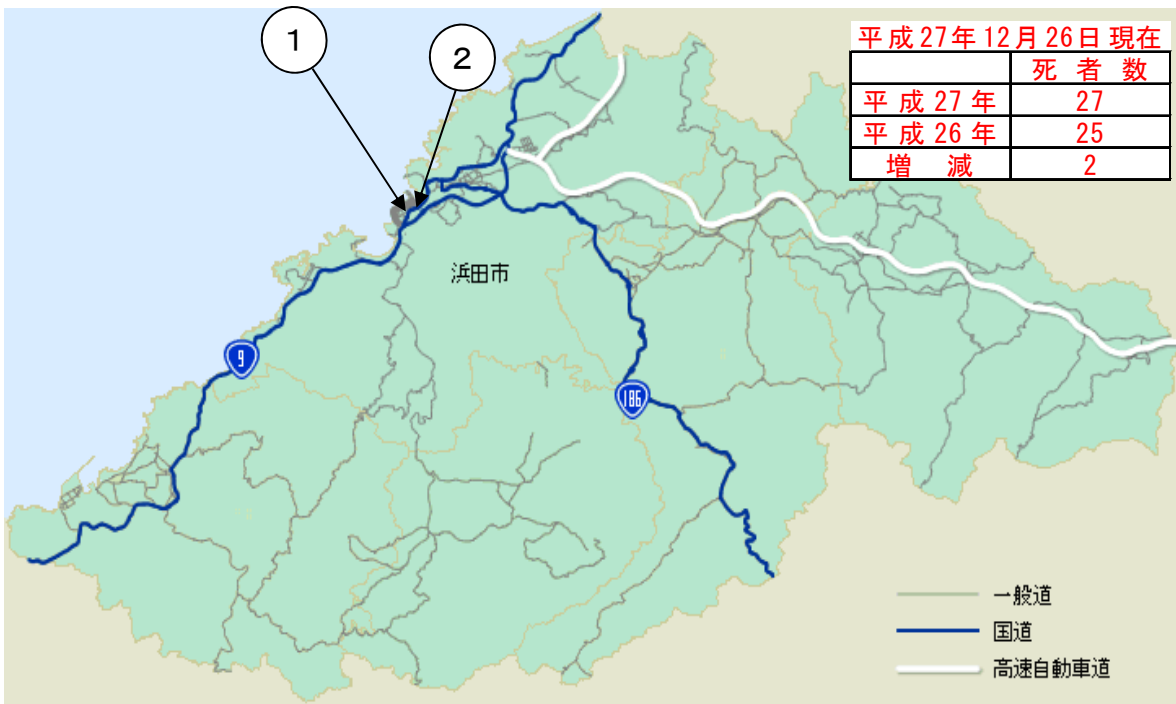 1
2
平成27年12月26日現在
死者数
平成27年 27
平成26年 25
増減 2
浜田市
9
186
一般道
国道
高速自動車道